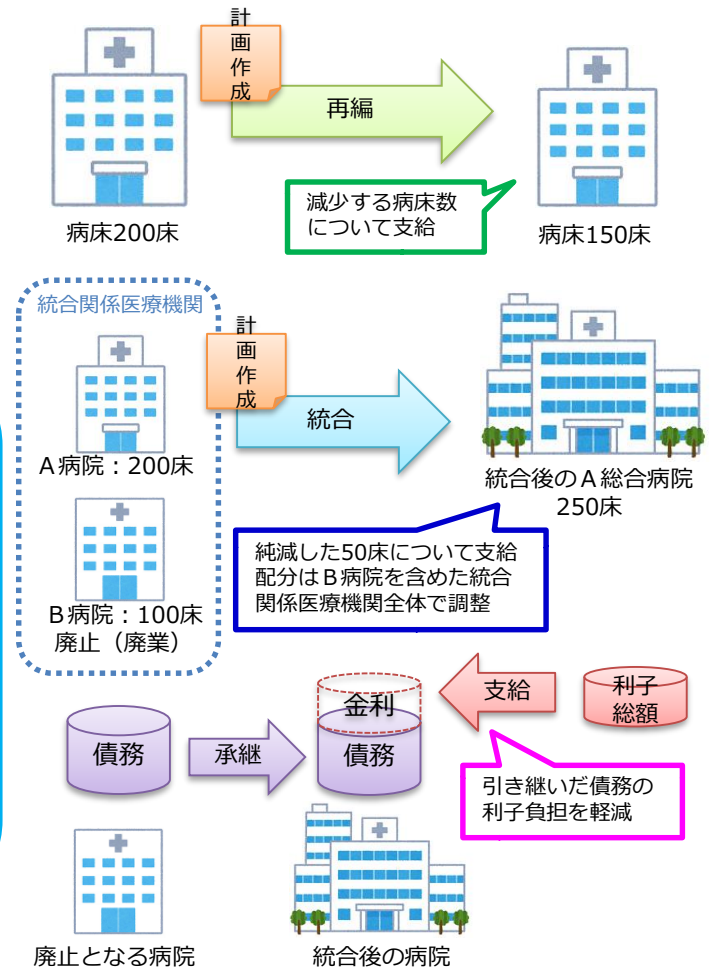 計
画
作
成
再編
減少する病床数
について支給
病床200床
病床150床
統合関係医療機関
計
画
作
成
統合
A病院：200床
B病院：100床
廃止（廃業）
統合後のA総合病院
250床
純減した50床について支給
配分はB病院を含めた統合
関係医療機関全体で調整
債務
承継
金利
債務
支給
利子
総額
引き継いだ債務の
利子負担を軽減
廃止となる病院
統合後の病院